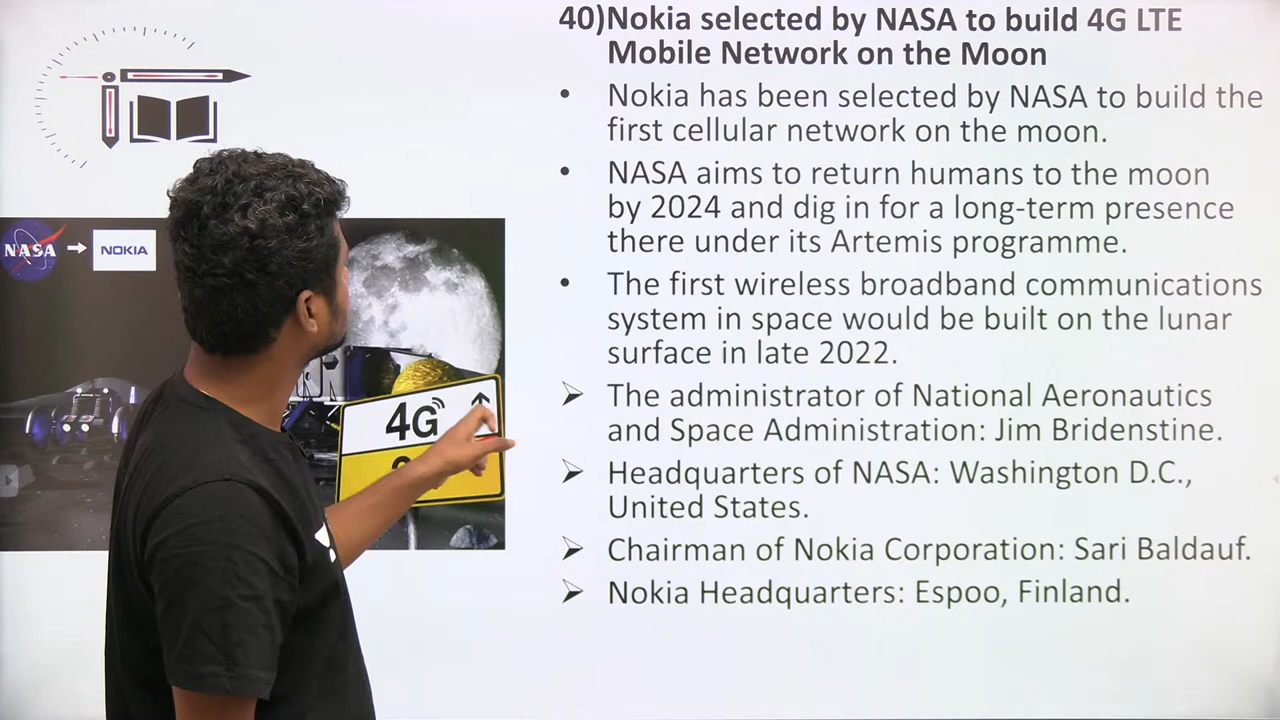 40)Nokia selected by NASA to build 4G LTE
Mobile Network on the Moon
• Nokia has been selected by NASA to build the
first cellular network on the moon.
• NASA aims to return humans to the moon
by 2024 and dig in for a long-term presence
there under its Artemis programme.
• The first wireless broadband communications
system in space would be built on the lunar
surface in late 2022.
➢ The administrator of National Aeronautics
and Space Administration: Jim Bridenstine.
➢ Headquarters of NASA: Washington D.C.,
United States.
➢ Chairman of Nokia Corporation: Sari Baldauf.
➢ Nokia Headquarters: Espoo, Finland.
NASA
NOKIA
4G